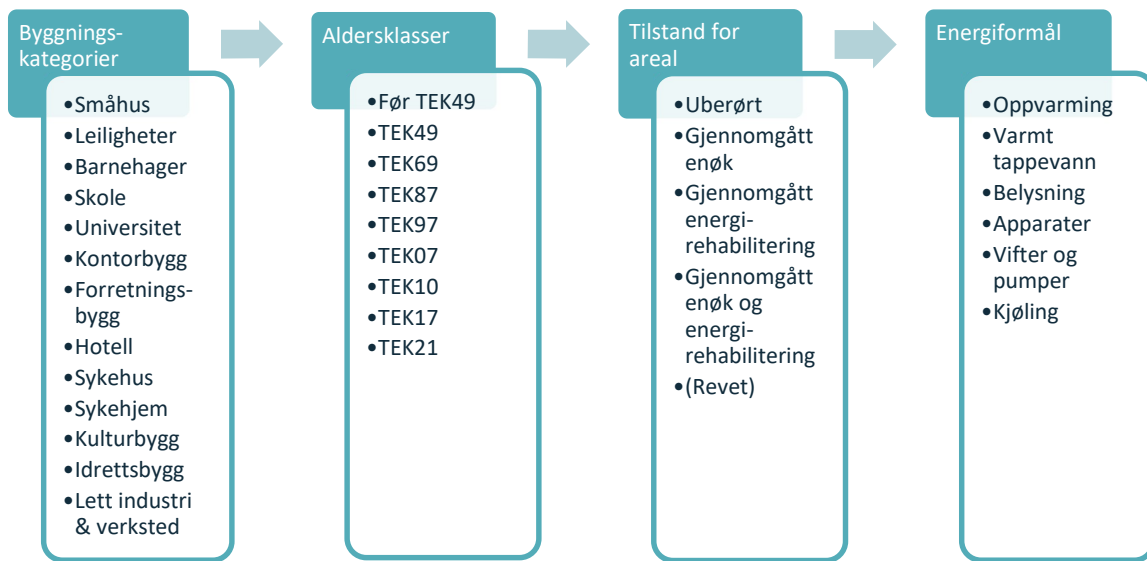 Byggnings-
kategorier
•Småhus
•Leiligheter
•Barnehager
•Skole
•Universitet
•Kontorbygg
•Forretnings-
bygg
•Hotell
•Sykehus
•Sykehjem
•Kulturbygg
•Idrettsbygg
•Lett industri
& verksted
Aldersklasser
•Før TEK49
•TEK49
•TEK69
•TEK87
•TEK97
•TEK07
•TEK10
•TEK17
•TEK21
Tilstand for
areal
•Uberørt
•Gjennomgått
enøk
•Gjennomgått
energi-
rehabilitering
•Gjennomgått
enøk og
energi-
rehabilitering
•(Revet)
Energiformål
•Oppvarming
•Varmt
tappevann
•Belysning
•Apparater
•Vifter og
pumper
•Kjøling